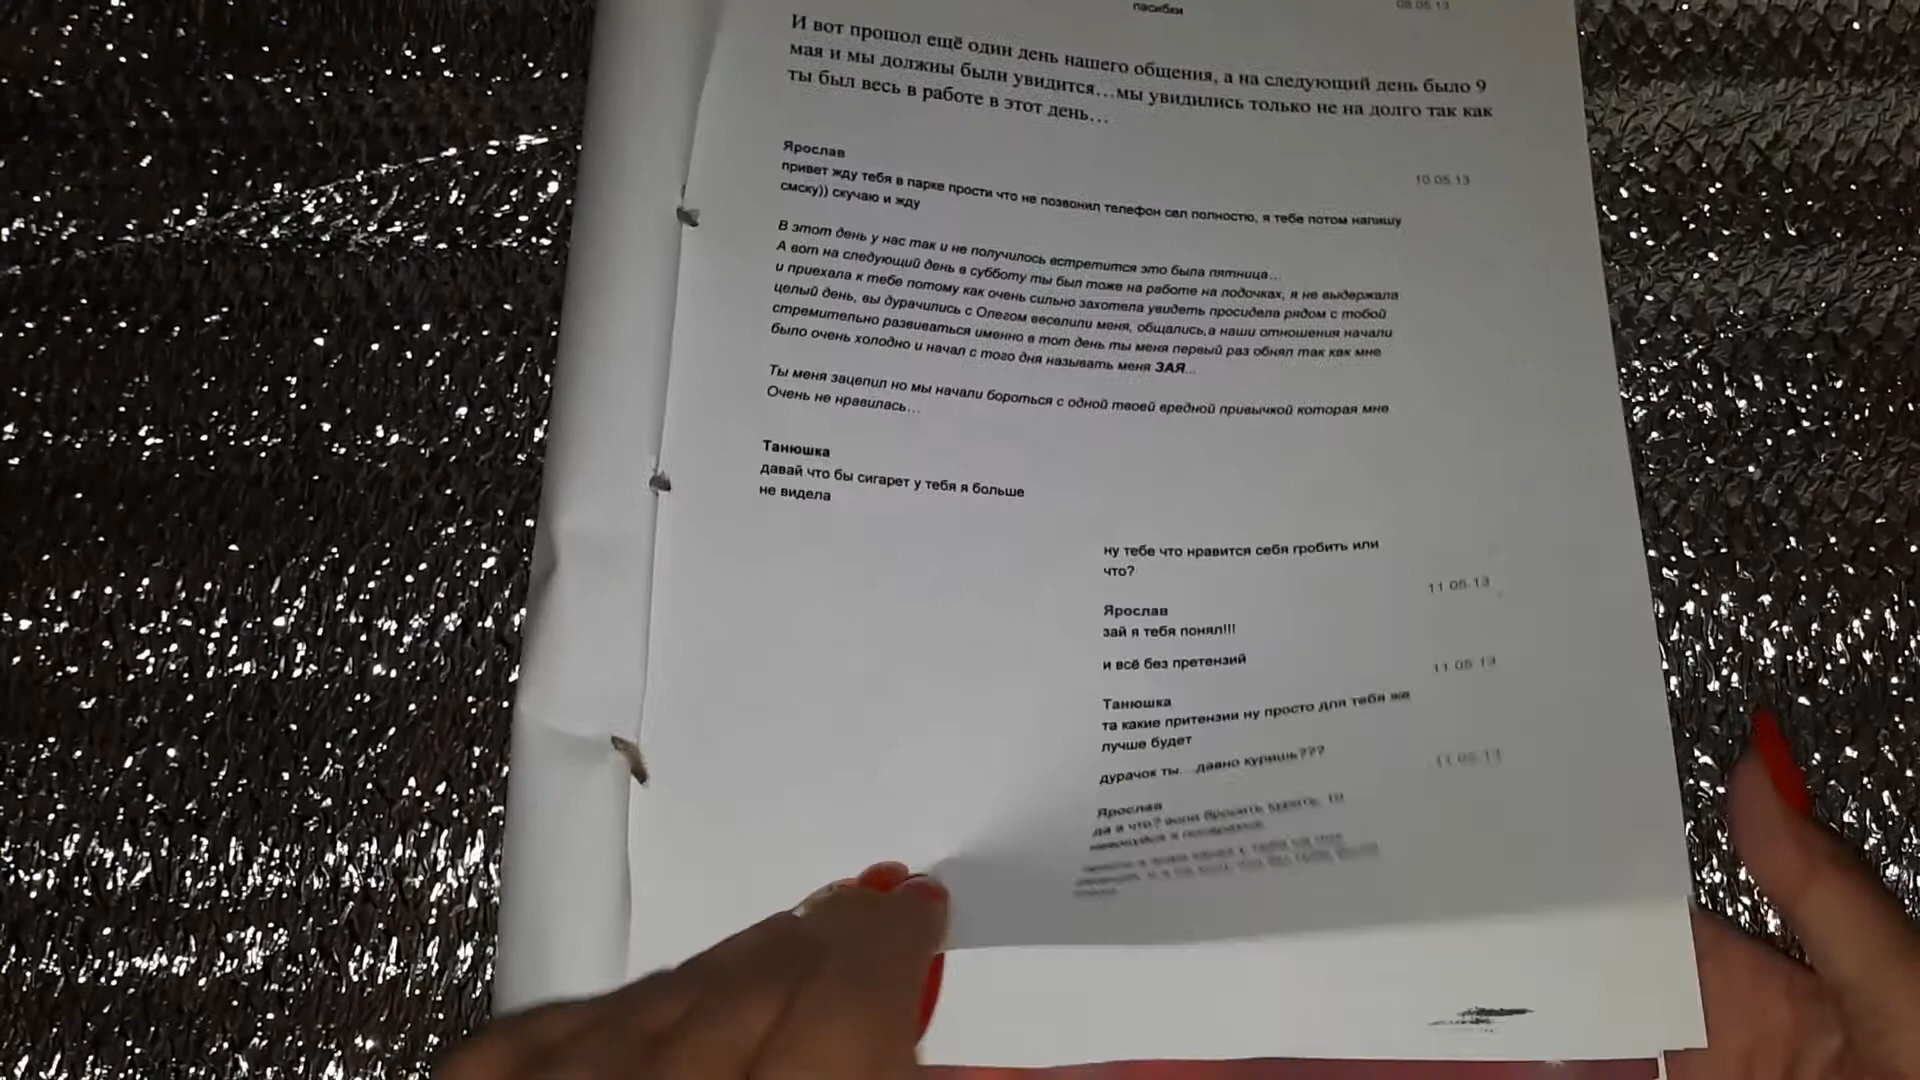 пасибки
08.05.13
И вот прошол ещё один день нашего общения, а на следующий день было 9
мая и мы должны были увидится…мы увидились только не на долго так как
ты был весь в работе в этот день…
Ярослав
10.05.13
привет жду тебя в парке прости что не позвонил телефон сел полностю, я тебе потом напишу
смску)) скучаю и жду
В этот день у нас так и не получилось встретится это была пятница…
А вот на следующий день в субботу ты был тоже на работе на лодочках, я не выдержала
и приехала к тебе потому как очень сильно захотела увидеть просидела рядом с тобой
целый день, вы дурачились с Олегом веселили меня, общались,а наши отношения начали
стремительно развиваться именно в тот день ты меня первый раз обнял так как мне
было очень холодно и начал с того дня называть меня ЗАЯ…
Ты меня зацепил но мы начали бороться с одной твоей вредной привычкой которая мне
Очень не нравилась…
Танюшка
давай что бы сигарет у тебя я больше
не видела
ну тебе что нравится себя гробить или
что?
11.05.13
Ярослав
зай я тебя понял!!!
и всё без претензий
11.05.13
Танюшка
та какие притензии ну просто для тебя же
лучше будет
дурачок ты...давно куришь???
11.05.13
Ярослав
да а что? если бросить курить, то